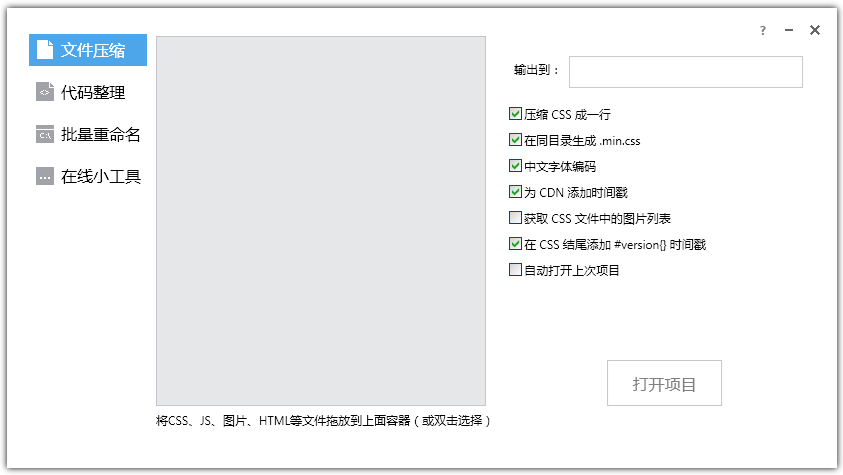 ?
文件压缩
代码整理
<>
批量重命名
C:\
在线小工具
将CSS、JS、图片、HTML等文件拖放到上面容器（或双击选择）
输出到：
压缩 CSS 成一行
在同目录生成 .min.css
中文字体编码
为 CDN 添加时间戳
获取 CSS 文件中的图片列表
在 CSS 结尾添加 #version{} 时间戳
自动打开上次项目
打开项目